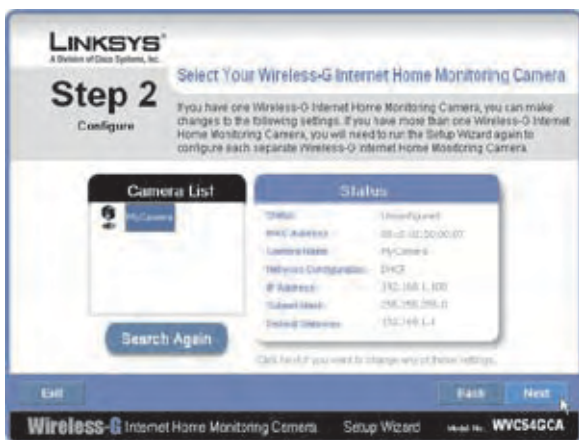 LINKSYS®
A Division of Cisco Systems, Inc.
Step 2
Configure
Select Your Wireless-G Internet Home Monitoring Camera
If you have one Wireless-G Internet Home Monitoring Camera, you can make
changes to the following settings. If you have more than one Wireless-G Internet
Home Monitoring Camera, you will need to run the Setup Wizard again to
configure each separate Wireless-G Internet Home Monitoring Camera.
Camera List
MyCamera
Search Again
Status
Status: Unconfigured
MAC Address:
Camera Name: MyCamera
Network Configuration: DHCP
IP Address: 192.168.1.100
Subnet Mask: 255.255.255.0
Default Gateway: 192.168.1.1
Click Next if you want to change any of these settings.
Exit
Back
Next
Wireless-G Internet Home Monitoring Camera
Setup Wizard
Model No. WVC54GCA